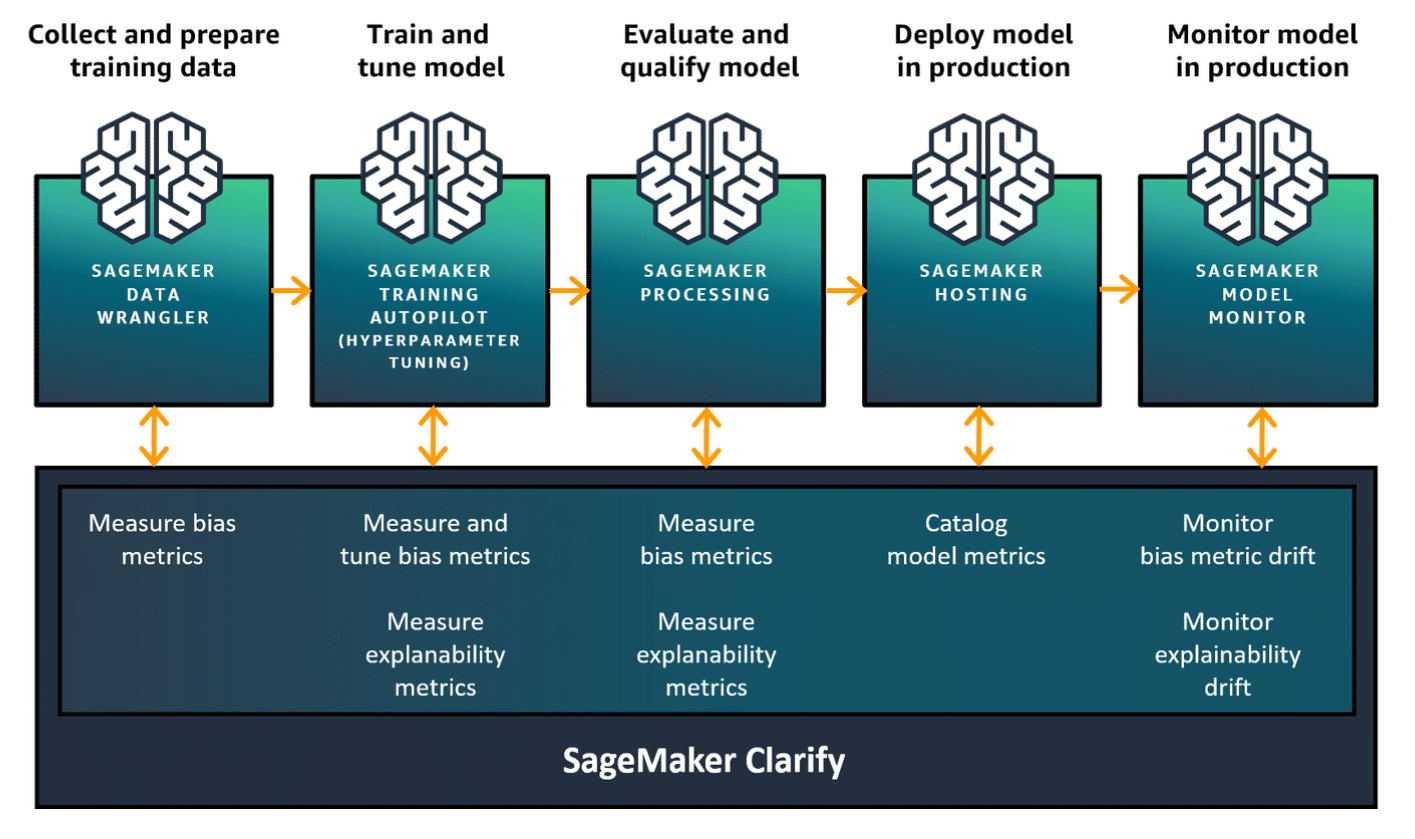 Collect and prepare
training data
Train and
tune model
Evaluate and
qualify model
Deploy model
in production
Monitor model
in production
SAGEMAKER
DATA
WRANGLER
SAGEMAKER
TRAINING
AUTOPILOT
(HYPERPARAMETER
TUNING)
SAGEMAKER
PROCESSING
SAGEMAKER
HOSTING
SAGEMAKER
MODEL
MONITOR
Measure bias
metrics
Measure and
tune bias metrics
Measure
explanability
metrics
Measure
bias metrics
Measure
explanability
metrics
Catalog
model metrics
Monitor
bias metric drift
Monitor
explainability
drift
SageMaker Clarify